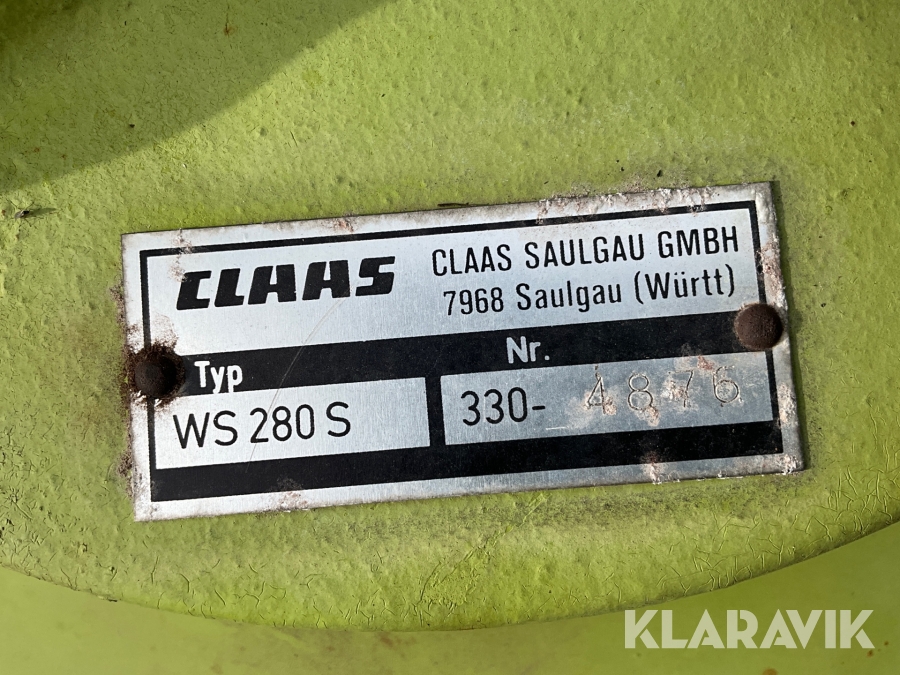 CLAAS
CLAAS SAULGAU GMBH
7968 Saulgau (Württ)
Typ
Nr.
WS 280 S
330- 4876
KLARAVIK